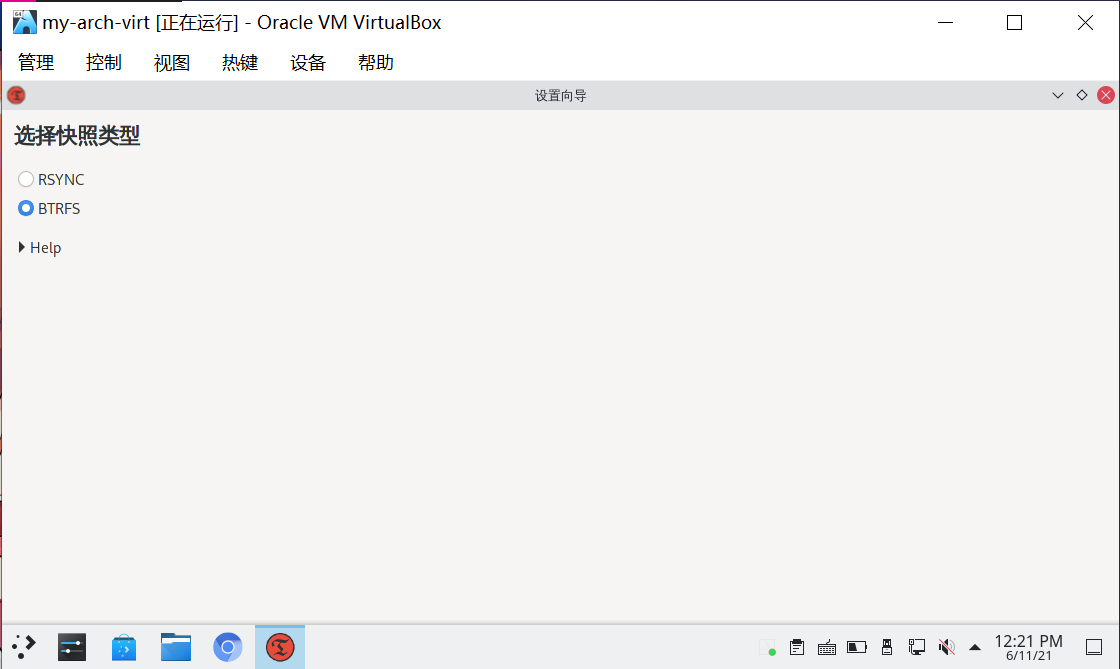 my-arch-virt [正在运行] - Oracle VM VirtualBox
管理 控制 视图 热键 设备 帮助
设置向导
选择快照类型
RSYNC
BTRFS
Help
12:21 PM
6/11/21